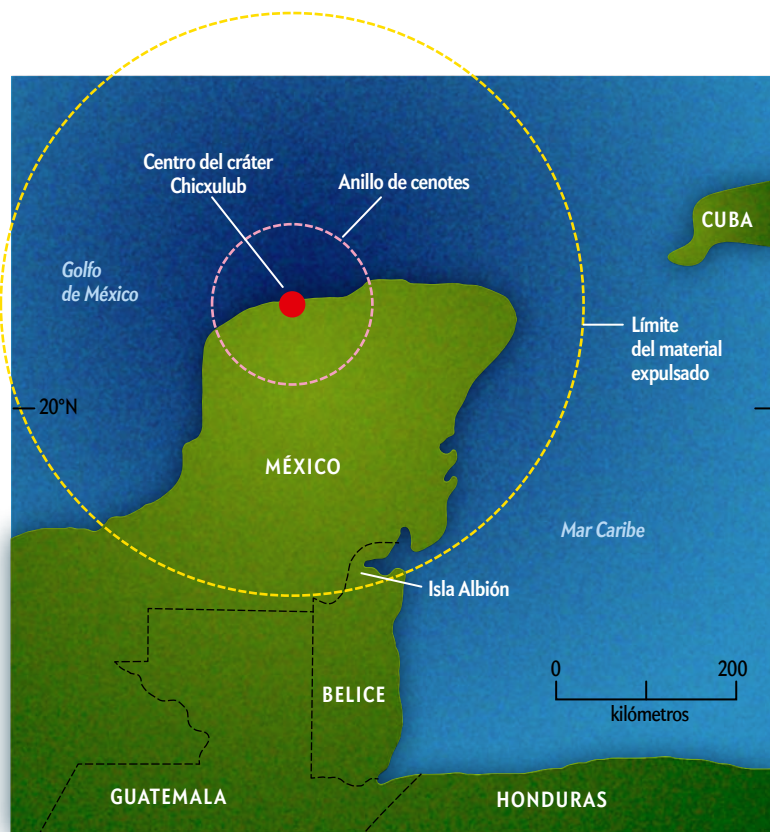 Centro del cráter
Chicxulub
Anillo de cenotes
CUBA
Golfo
de México
Límite
del material
expulsado
20°N
MÉXICO
Mar Caribe
Isla Albión
0 200
kilómetros
BELICE
GUATEMALA
HONDURAS